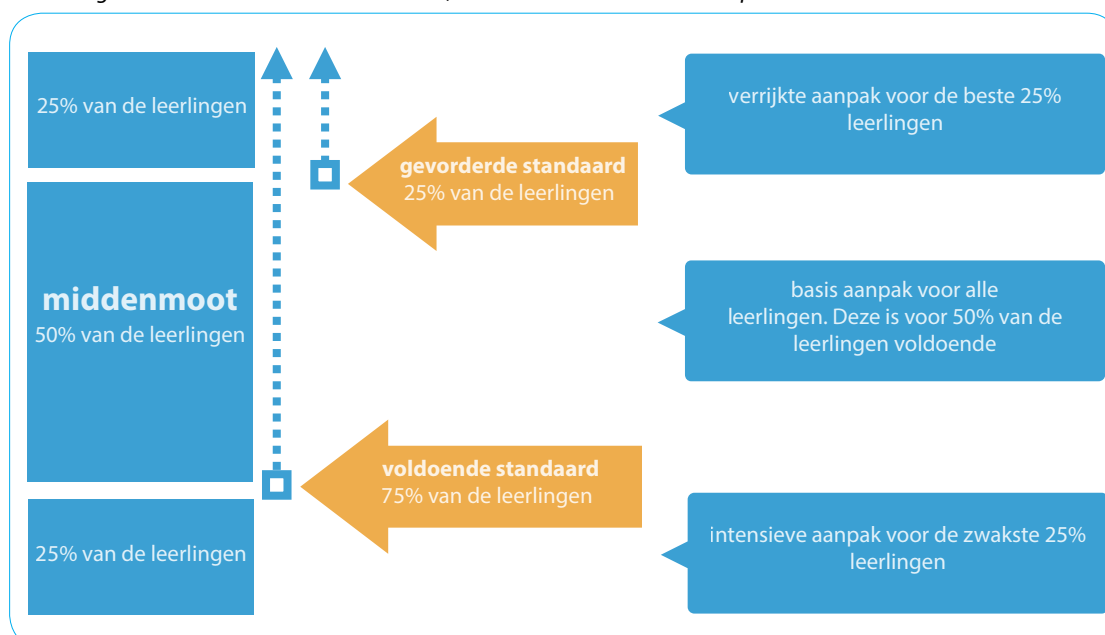 25% van de leerlingen
middenmoot
50% van de leerlingen
25% van de leerlingen
gevorderde standaard
25% van de leerlingen
voldoende standaard
75% van de leerlingen
verrijkte aanpak voor de beste 25%
leerlingen
basis aanpak voor alle
leerlingen. Deze is voor 50% van de
leerlingen voldoende
intensieve aanpak voor de zwakste 25%
leerlingen